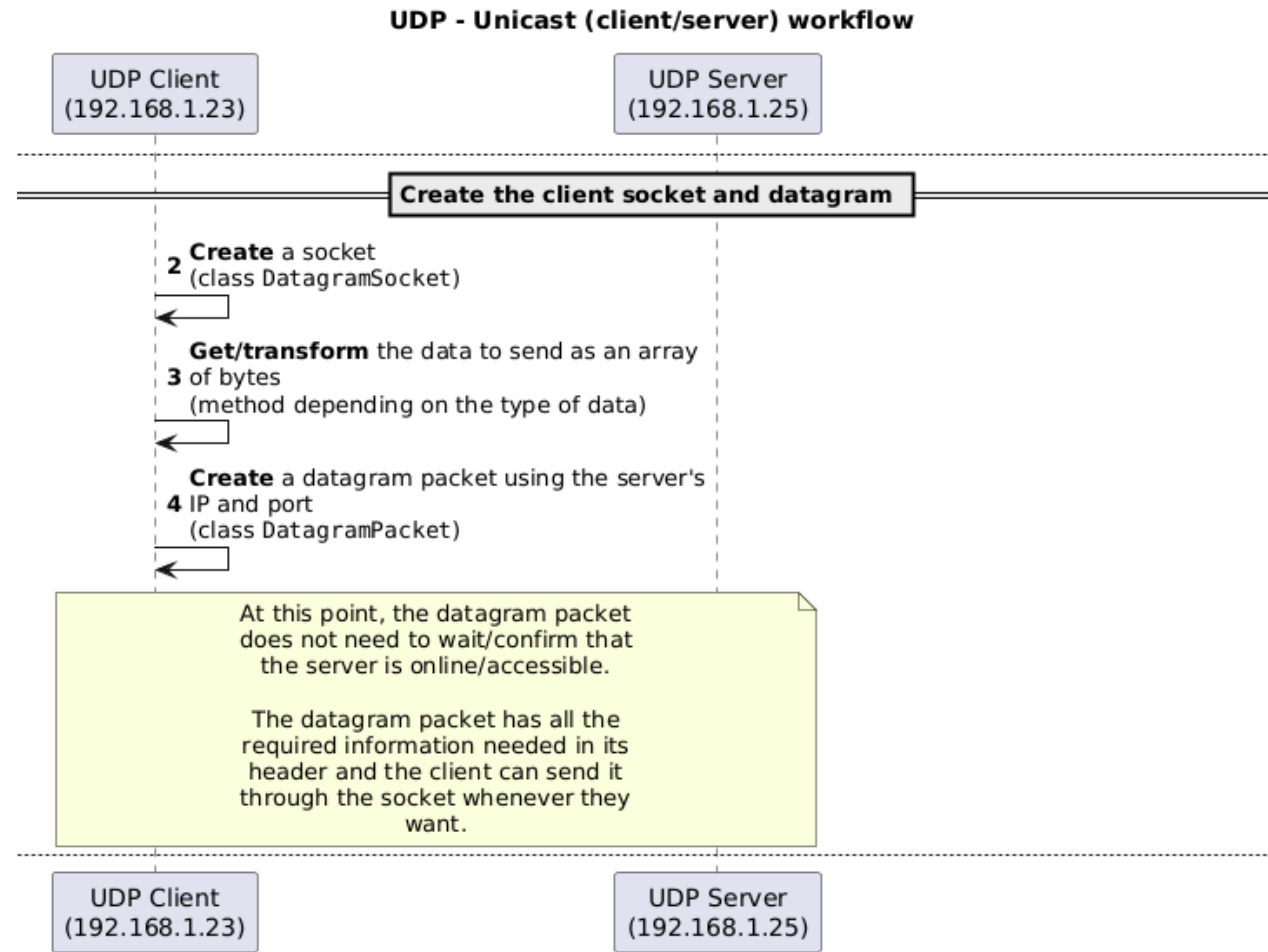 UDP - Unicast (client/server) workflow
UDP Client
(192.168.1.23)
UDP Server
(192.168.1.25)
Create the client socket and datagram
2 Create a socket
(class DatagramSocket)
Get/transform the data to send as an array
3 of bytes
(method depending on the type of data)
Create a datagram packet using the server's
4 IP and port
(class DatagramPacket)
At this point, the datagram packet
does not need to wait/confirm that
the server is online/accessible.
The datagram packet has all the
required information needed in its
header and the client can send it
through the socket whenever they
want.
UDP Client
(192.168.1.23)
UDP Server
(192.168.1.25)